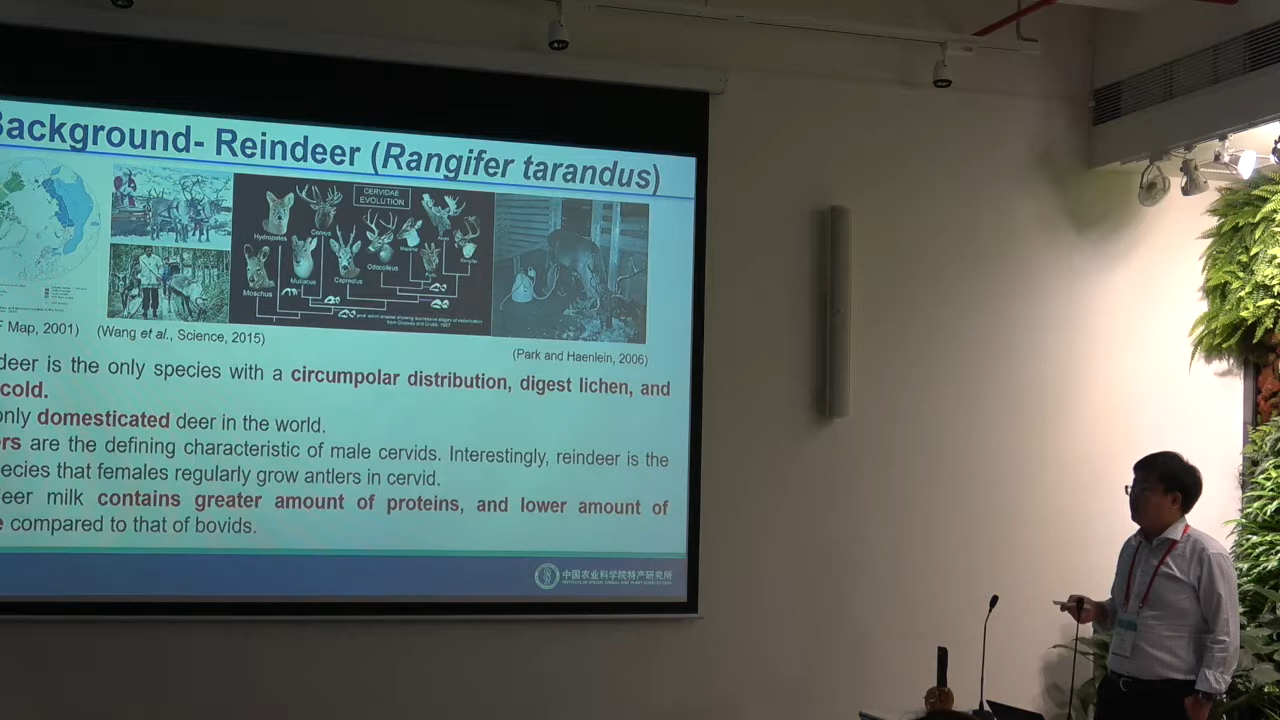 Background- Reindeer (Rangifer tarandus)
CERVIDAE
EVOLUTION
Hydropotes
Cervus
Moschus
Muntiacus
Capreolus
Odocoileus
F Map, 2001)
(Wang et al., Science, 2015)
(Park and Haenlein, 2006)
deer is the only species with a circumpolar distribution, digest lichen, and
cold.
only domesticated deer in the world.
ers are the defining characteristic of male cervids. Interestingly, reindeer is the
pecies that females regularly grow antlers in cervid.
deer milk contains greater amount of proteins, and lower amount of
e compared to that of bovids.
中国农业科学院特产研究所